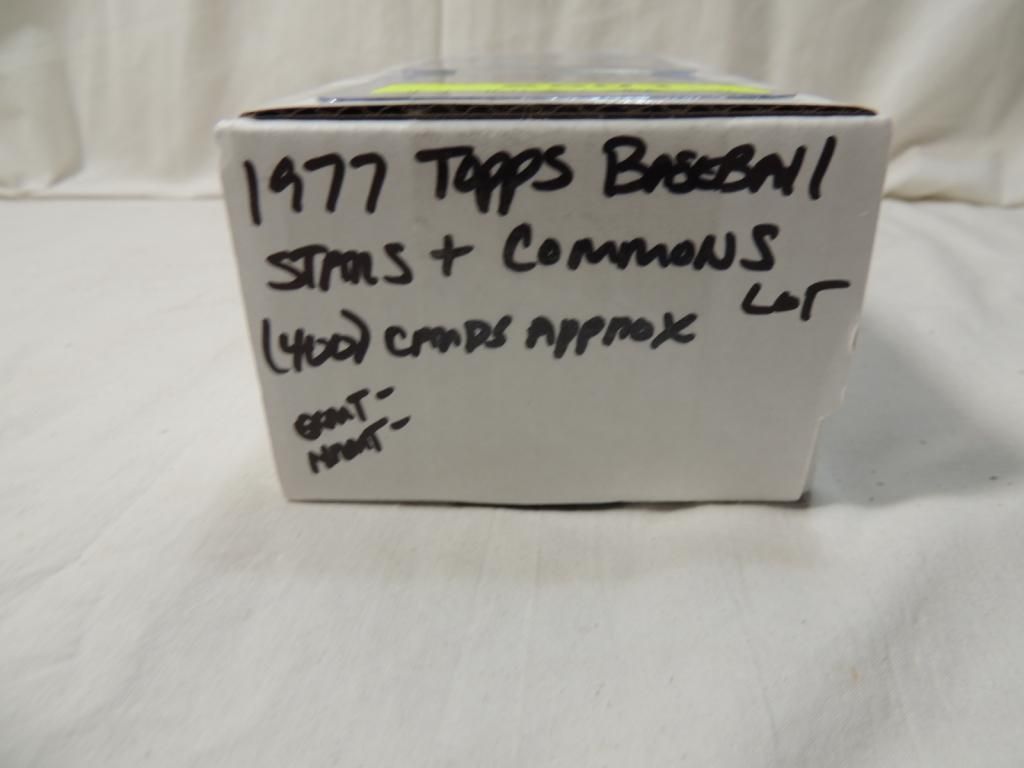 1977 Topps BASEBAll
STARS + COMMONS
LOT
(400) CARDS Approx
EXMT-
NRMT-